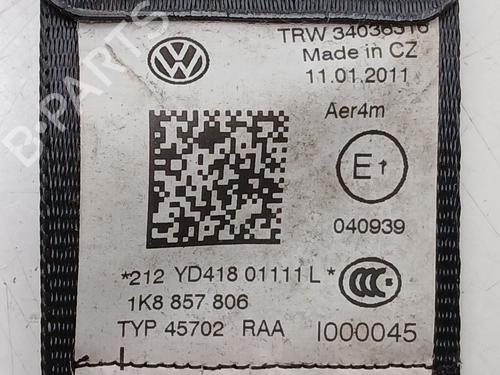 TRW 34036316
Made in CZ
11.01.2011
Aer4m
E1
040939
*212 YD418 01111 L *
1K8 857 806
TYP 45702 RAA I000045
B-PARTS